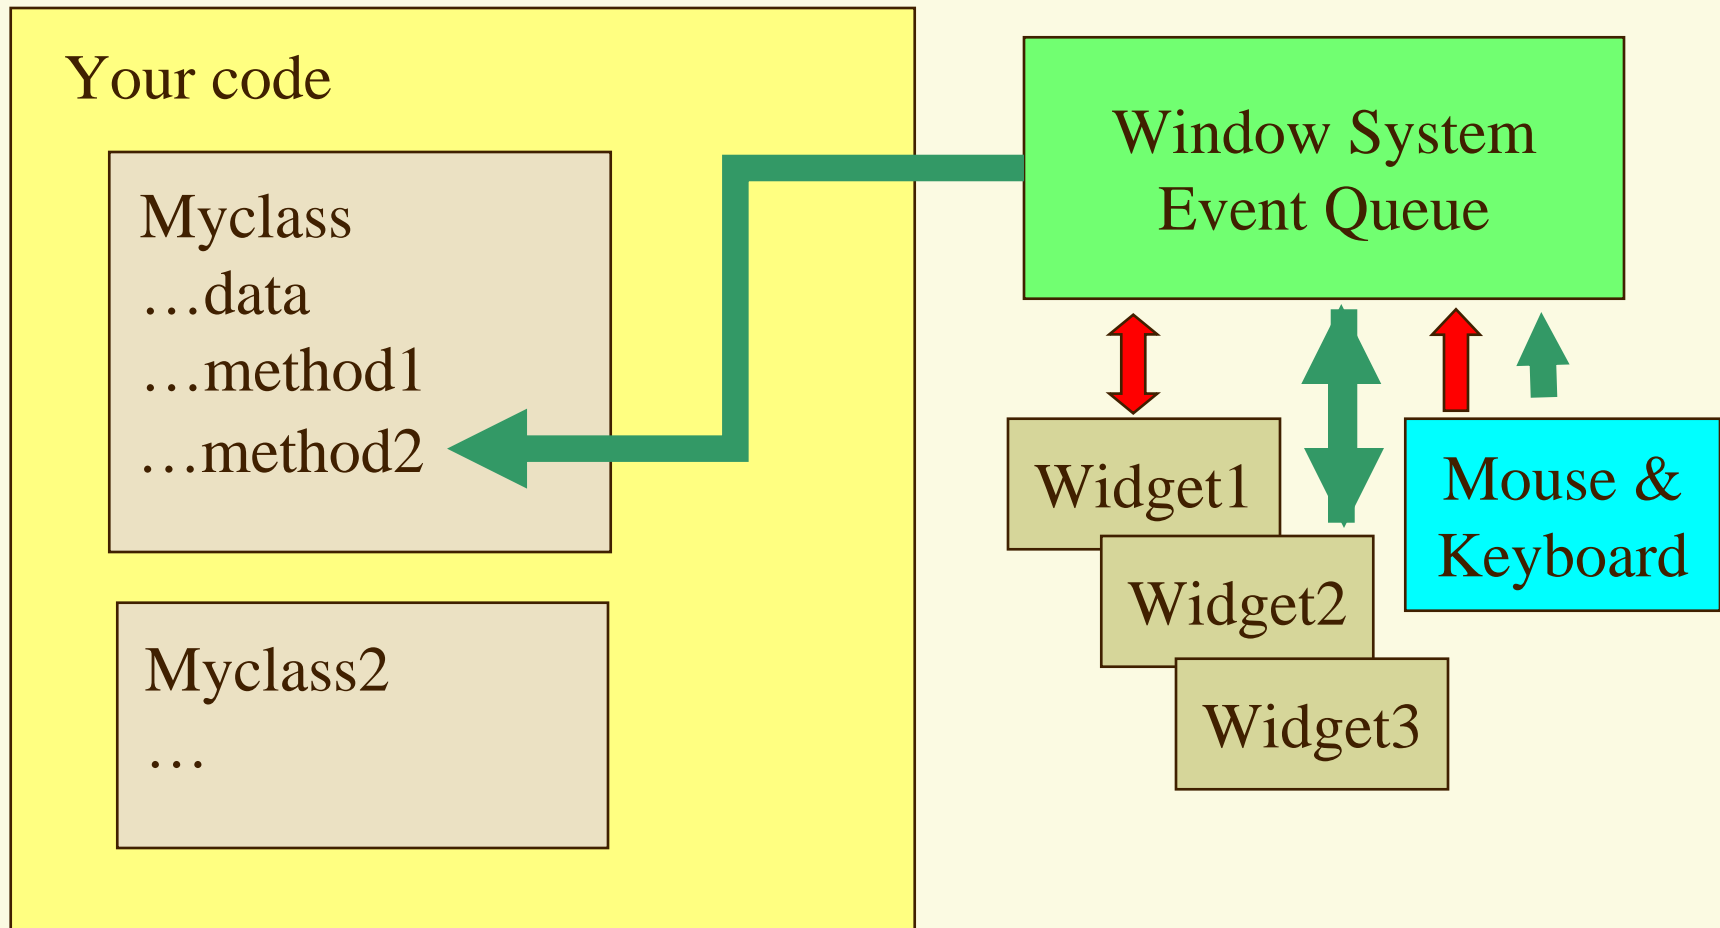 Your code
Myclass
…data
…method1
…method2
Myclass2
…
Window System
Event Queue
Widget1
Widget2
Widget3
Mouse &
Keyboard